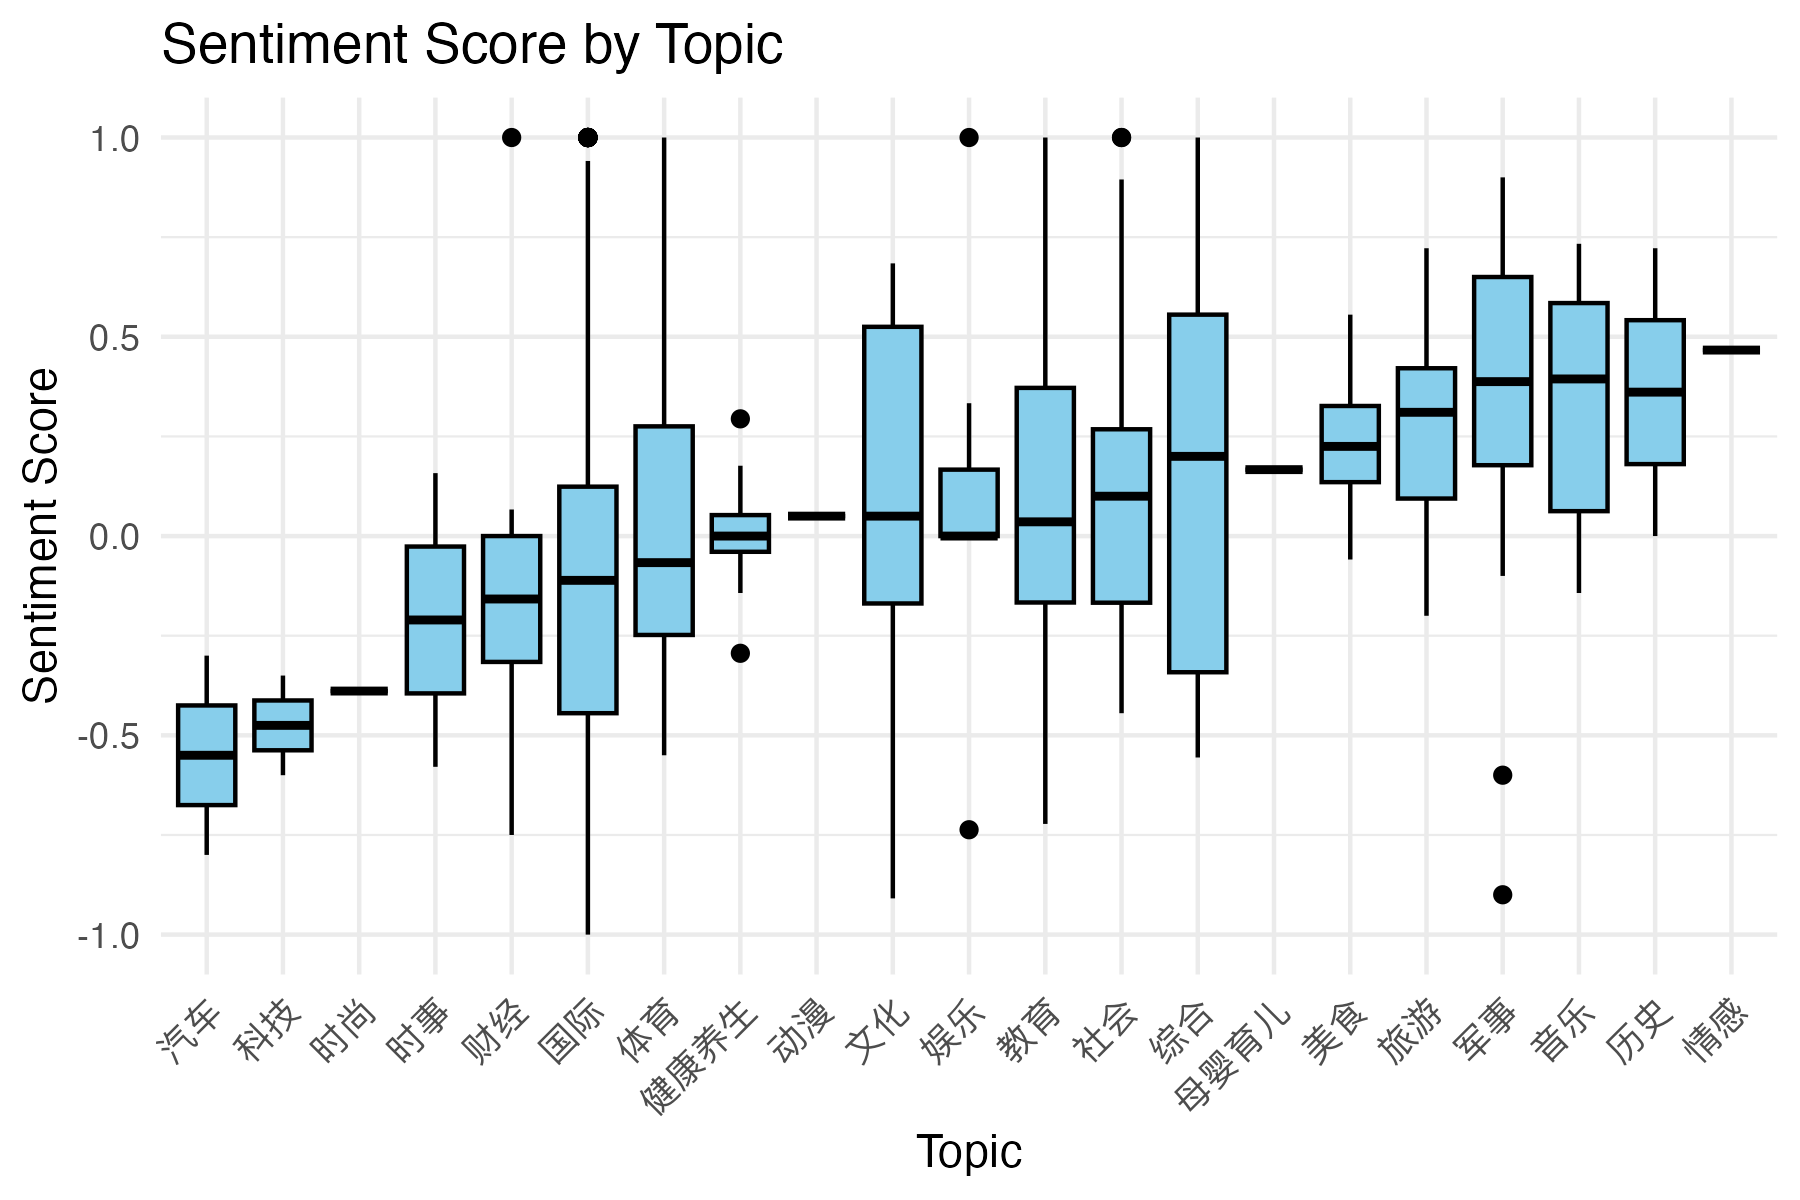 Sentiment Score by Topic
Sentiment Score
1.0
0.5
0.0
-0.5
-1.0
汽车
科技
时尚
时事
财经
国际
体育
健康养生
动漫
文化
娱乐
教育
社会
综合
母婴育儿
美食
旅游
军事
音乐
历史
情感
Topic